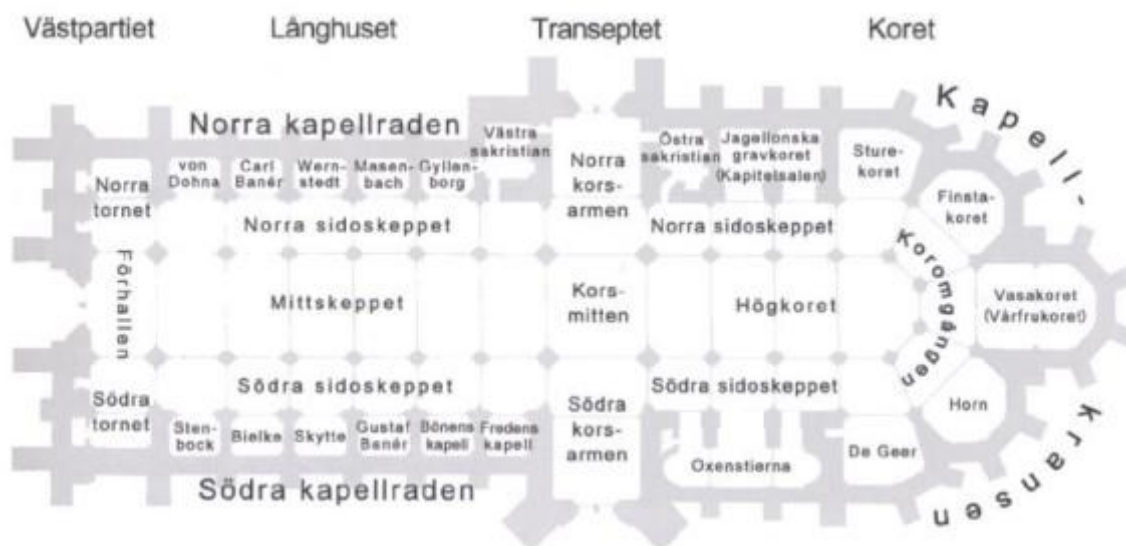 Västpartiet
Långhuset
Transeptet
Koret
Norra kapellraden
Kapell-
Kransen
Norra
tornet
von
Dohna
Carl
Banér
Wern-
stedt
Masen-
bach
Gyllen-
borg
Västra
sakristian
Norra
kors-
armen
Östra
sakristian
Jagellonska
gravkoret
(Kapitelsalen)
Sture-
koret
Finsta-
koret
Norra sidoskeppet
Norra sidoskeppet
Förhallen
Mittskeppet
Kors-
mitten
Högkoret
Koromgången
Vasakoret
(Vårfrukoret)
Södra sidoskeppet
Södra sidoskeppet
Södra
tornet
Sten-
bock
Bielke
Skytte
Gustaf
Banér
Bönens
kapell
Fredens
kapell
Södra
kors-
armen
Oxenstierna
De Geer
Horn
Södra kapellraden